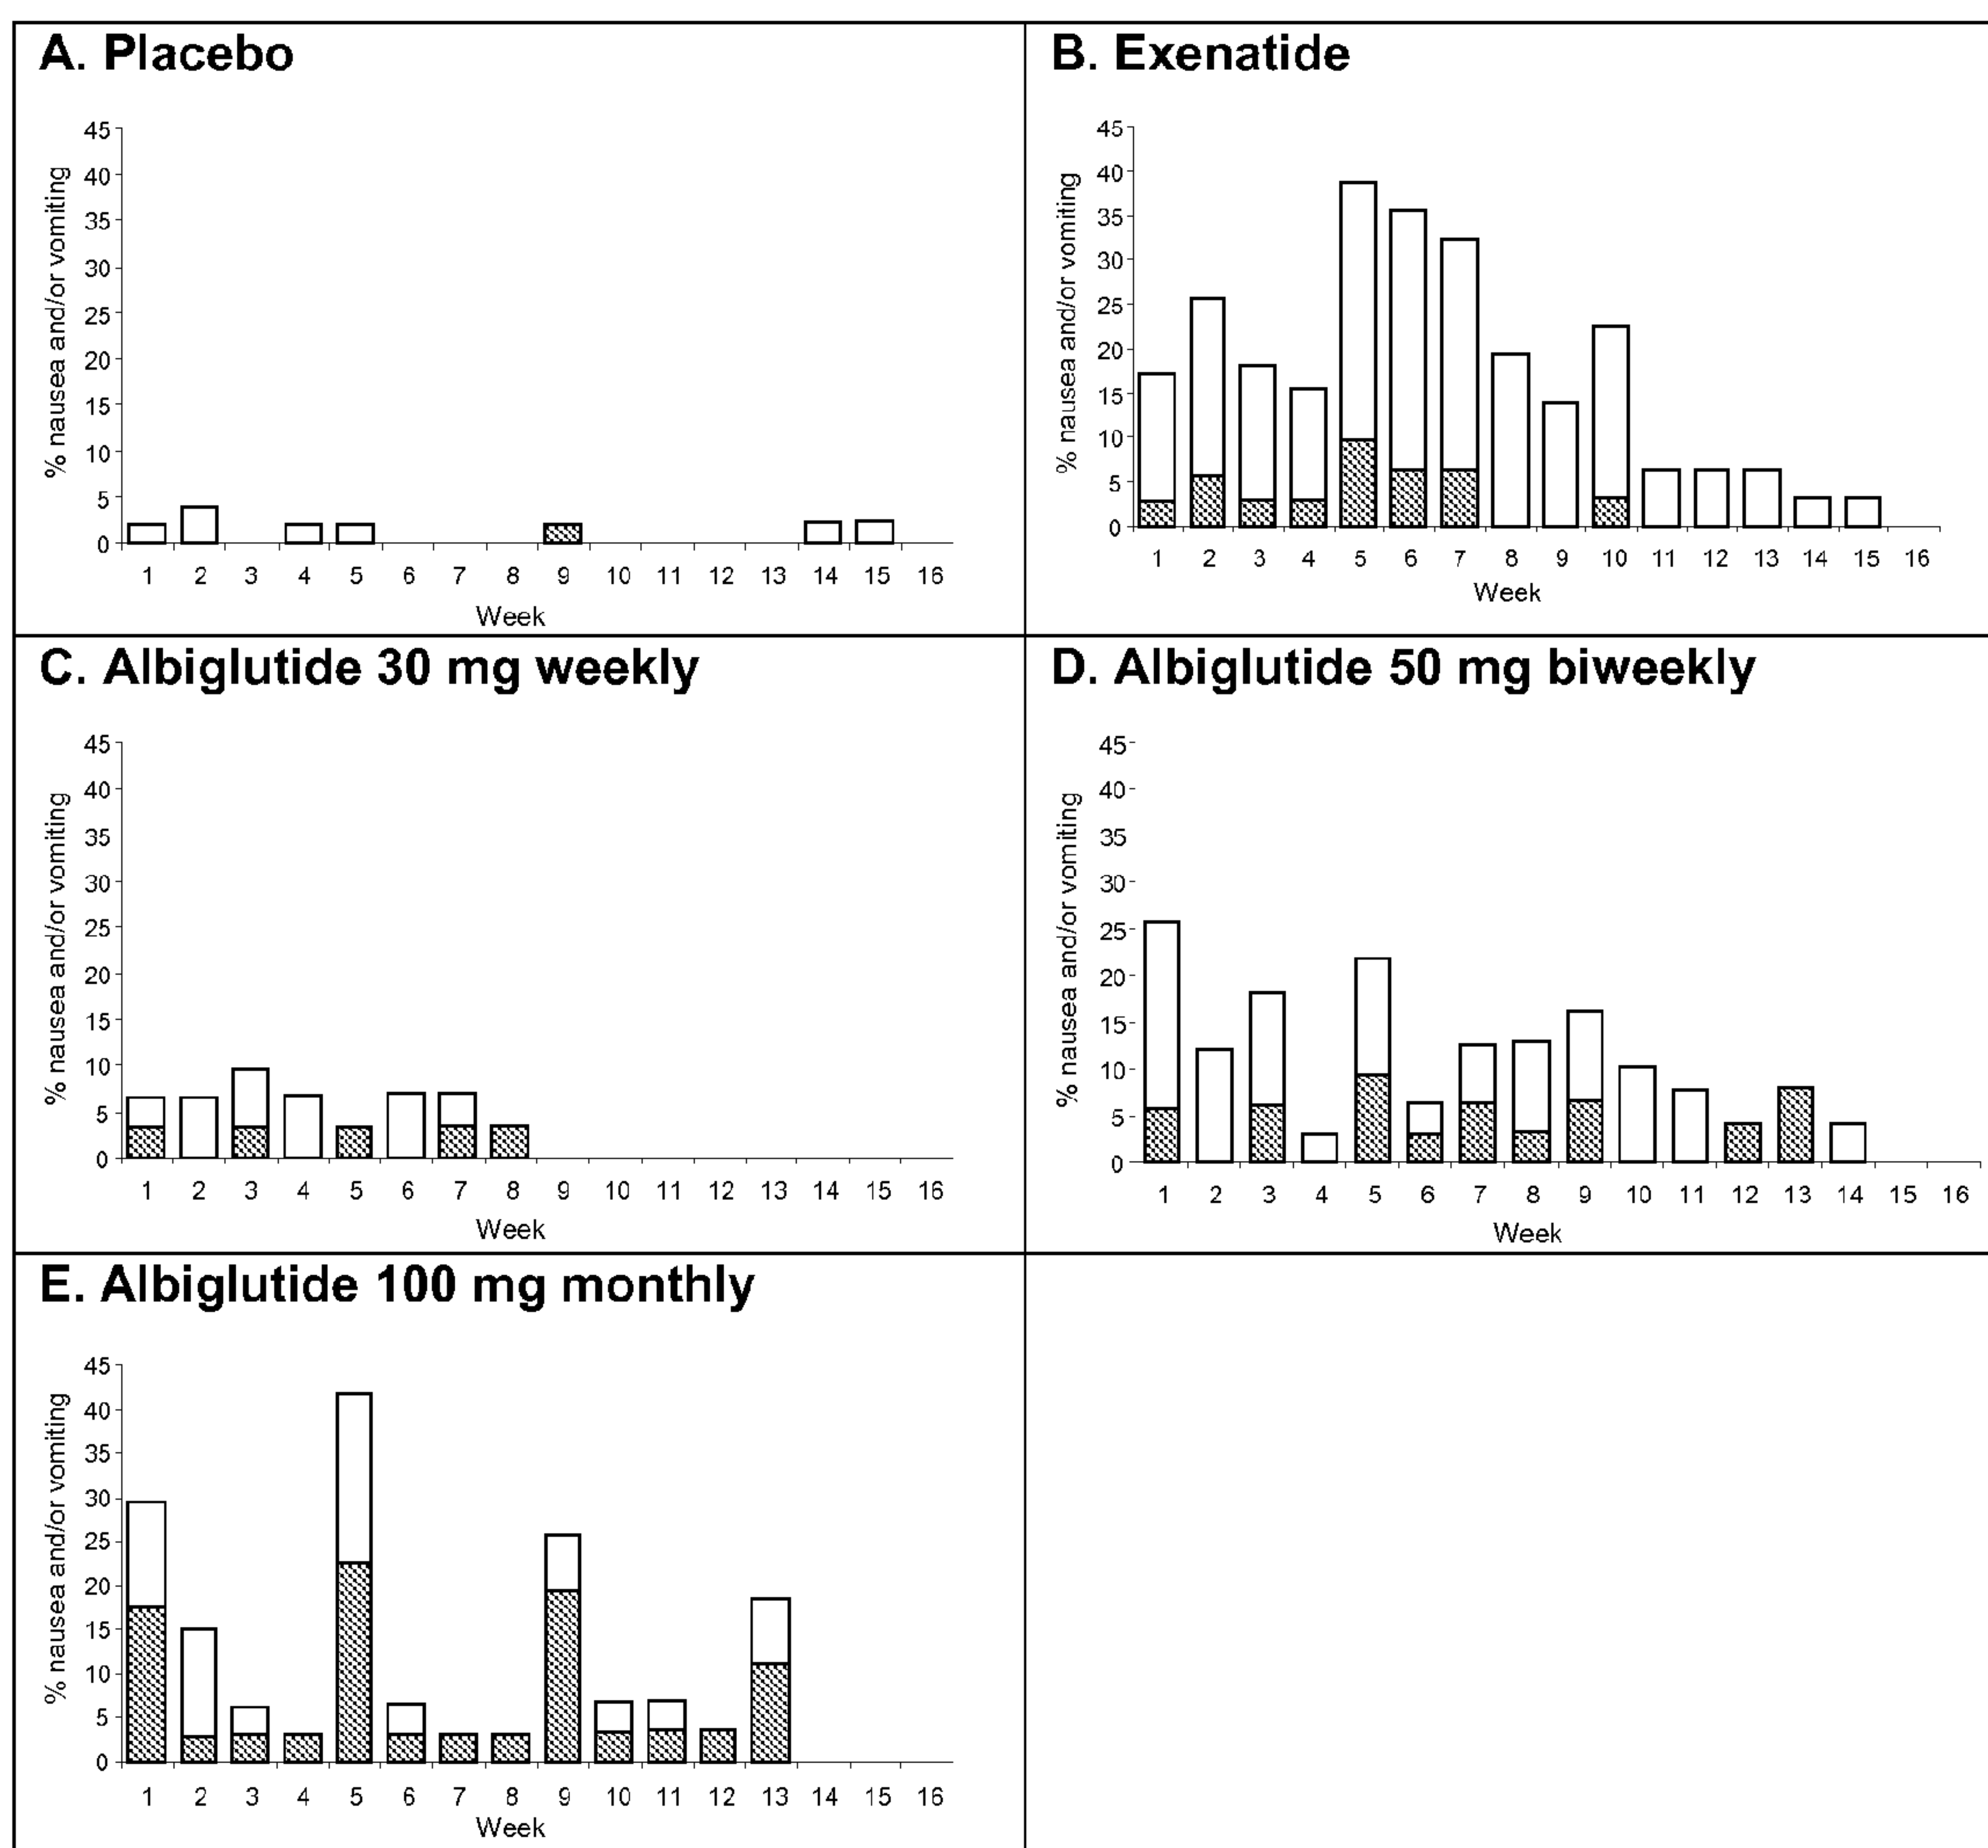 A. Placebo
% nausea and/or vomiting
45
40
35
30
25
20
15
10
5
0
1 2 3 4 5 6 7 8 9 10 11 12 13 14 15 16
Week
B. Exenatide
% nausea and/or vomiting
45
40
35
30
25
20
15
10
5
0
1 2 3 4 5 6 7 8 9 10 11 12 13 14 15 16
Week
C. Albiglutide 30 mg weekly
% nausea and/or vomiting
45
40
35
30
25
20
15
10
5
0
1 2 3 4 5 6 7 8 9 10 11 12 13 14 15 16
Week
D. Albiglutide 50 mg biweekly
% nausea and/or vomiting
45
40
35
30
25
20
15
10
5
0
1 2 3 4 5 6 7 8 9 10 11 12 13 14 15 16
Week
E. Albiglutide 100 mg monthly
% nausea and/or vomiting
45
40
35
30
25
20
15
10
5
0
1 2 3 4 5 6 7 8 9 10 11 12 13 14 15 16
Week